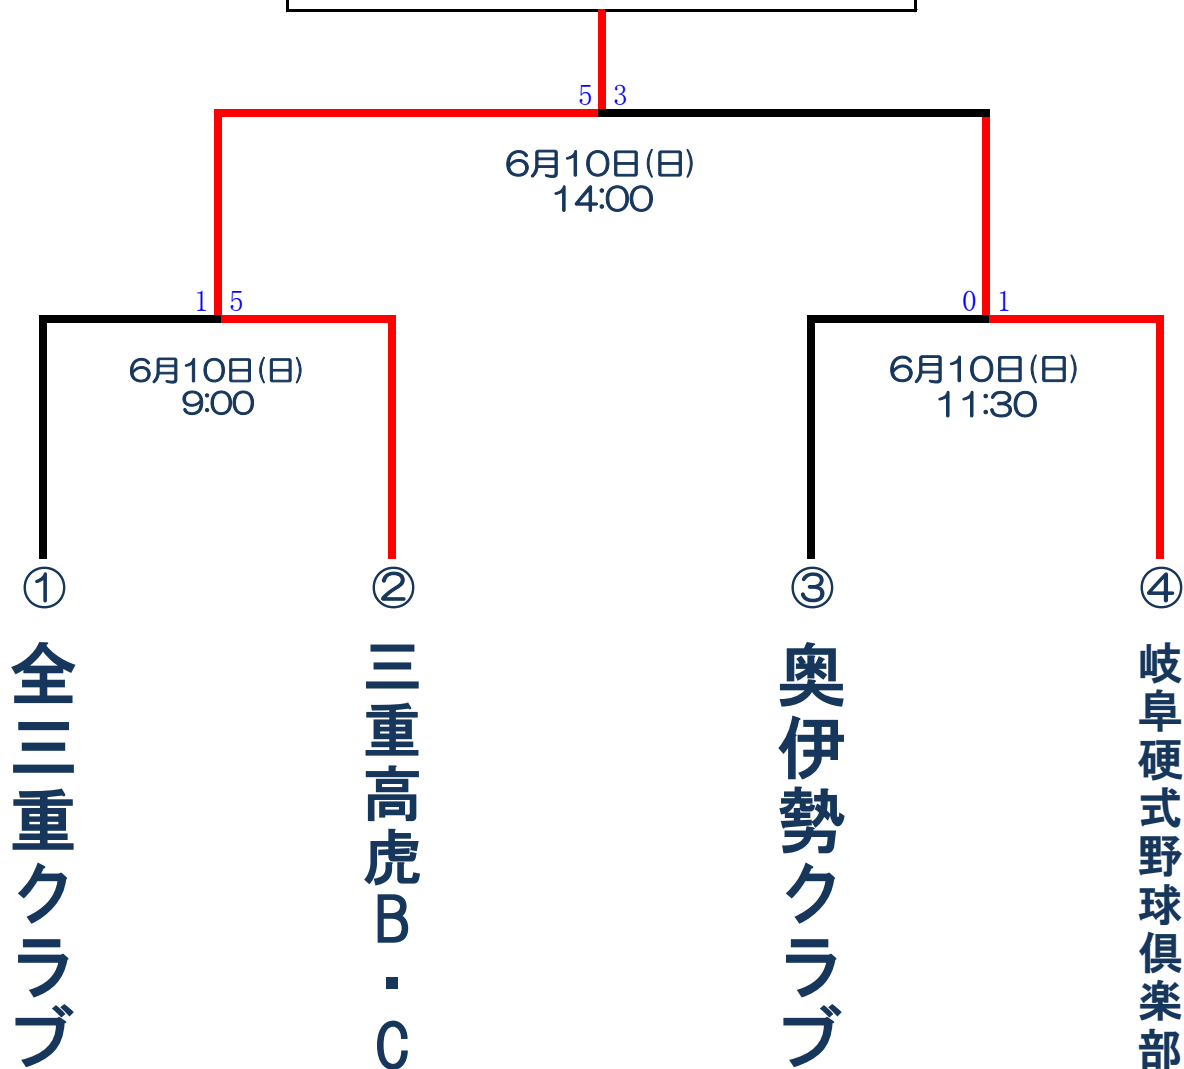 5 3
6月10日(日)
14:00
1 5
0 1
6月10日(日)
9:00
6月10日(日)
11:30
①
②
③
④
全三重クラブ
三重高虎B・C
奥伊勢クラブ
岐阜硬式野球倶楽部